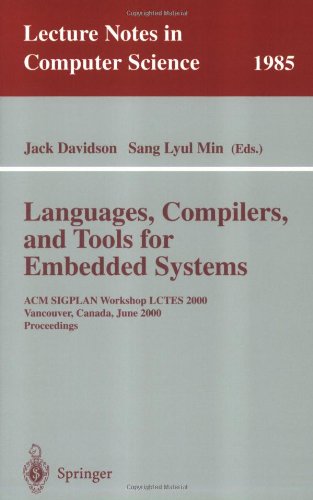 Lecture Notes in
Computer Science 1985
Jack Davidson Sang Lyul Min (Eds.)
Languages, Compilers,
and Tools for
Embedded Systems
ACM SIGPLAN Workshop LCTES 2000
Vancouver, Canada, June 2000
Proceedings
Springer